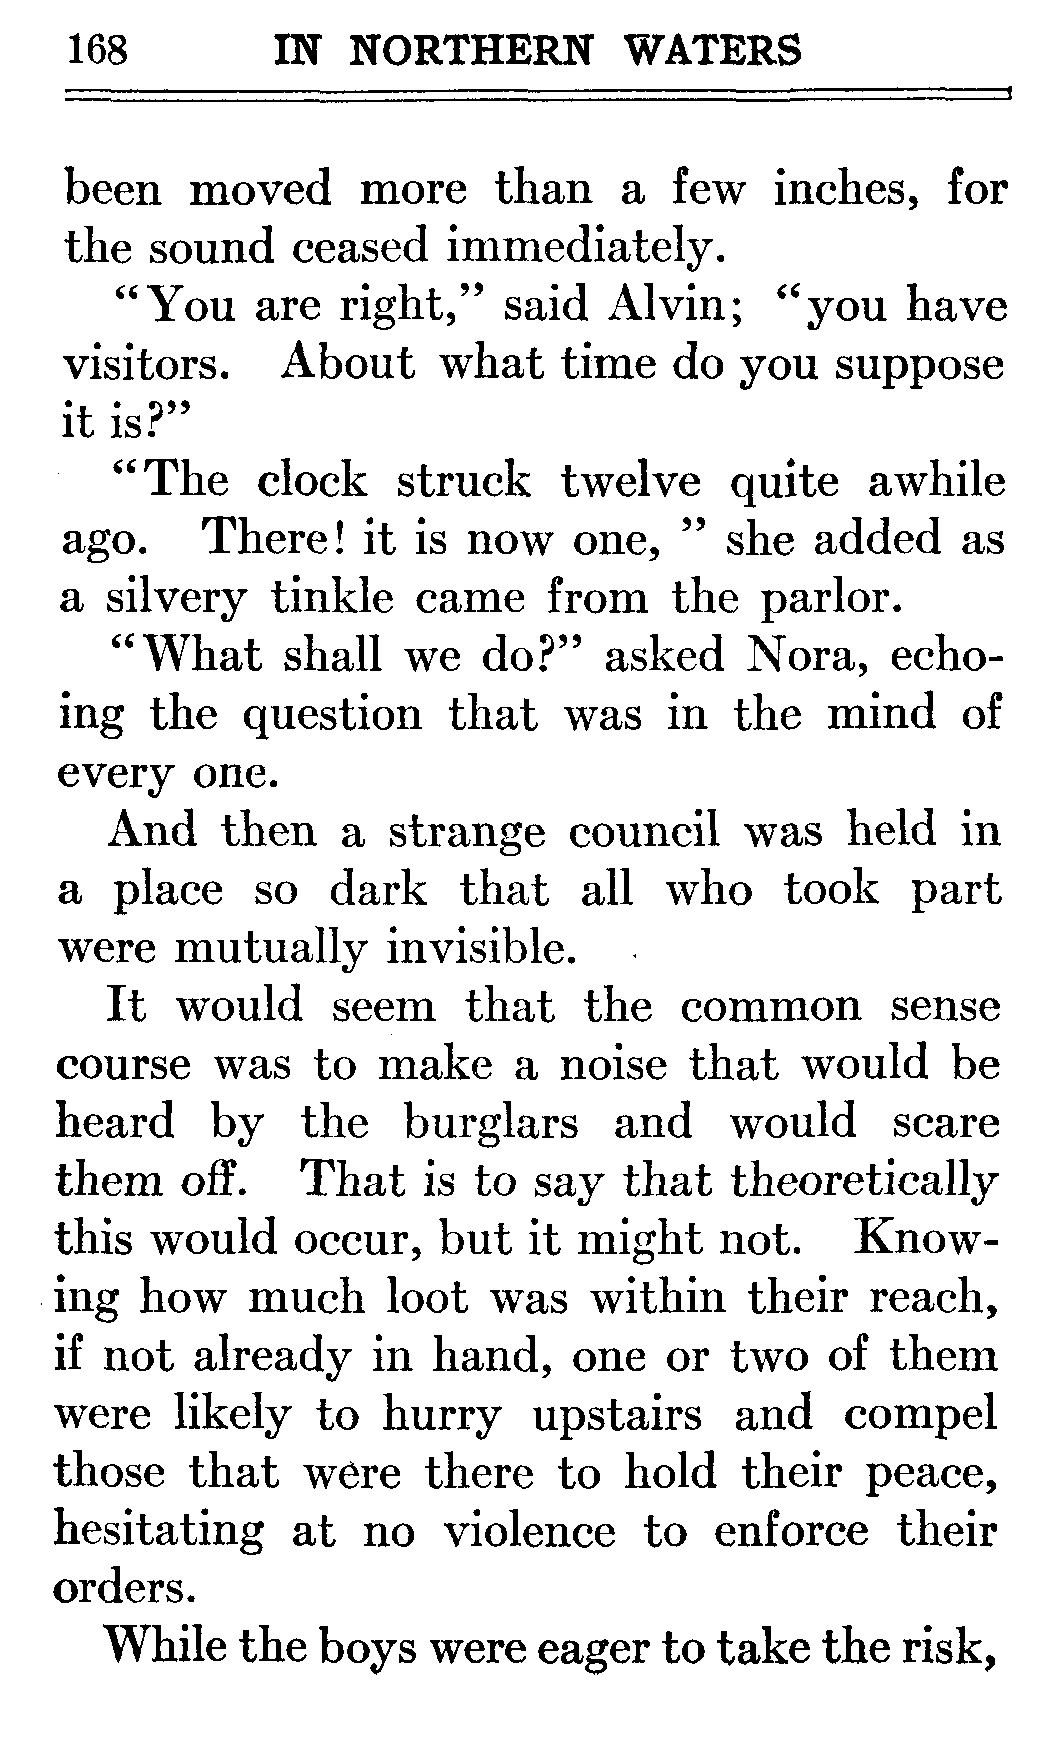 168 IN NORTHERN WATERS
been moved more than a few inches, for
the sound ceased immediately.
“You are right,” said Alvin; “you have
visitors. About what time do you suppose
it is?”
“The clock struck twelve quite awhile
ago. There! it is now one, ” she added as
a silvery tinkle came from the parlor.
“What shall we do?” asked Nora, echo-
ing the question that was in the mind of
every one.
And then a strange council was held in
a place so dark that all who took part
were mutually invisible.
It would seem that the common sense
course was to make a noise that would be
heard by the burglars and would scare
them off. That is to say that theoretically
this would occur, but it might not. Know-
ing how much loot was within their reach,
if not already in hand, one or two of them
were likely to hurry upstairs and compel
those that were there to hold their peace,
hesitating at no violence to enforce their
orders.
While the boys were eager to take the risk,